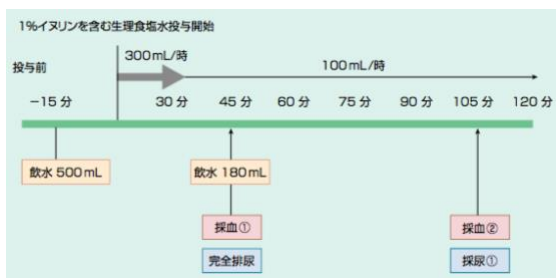 1%イヌリンを含む生理食塩水投与開始
300mL/時
100mL/時
投与前
−15分 30分 45分 60分 75分 90分 105分 120分
飲水 500mL
飲水 180mL
採血①
採血②
完全排尿
採尿①